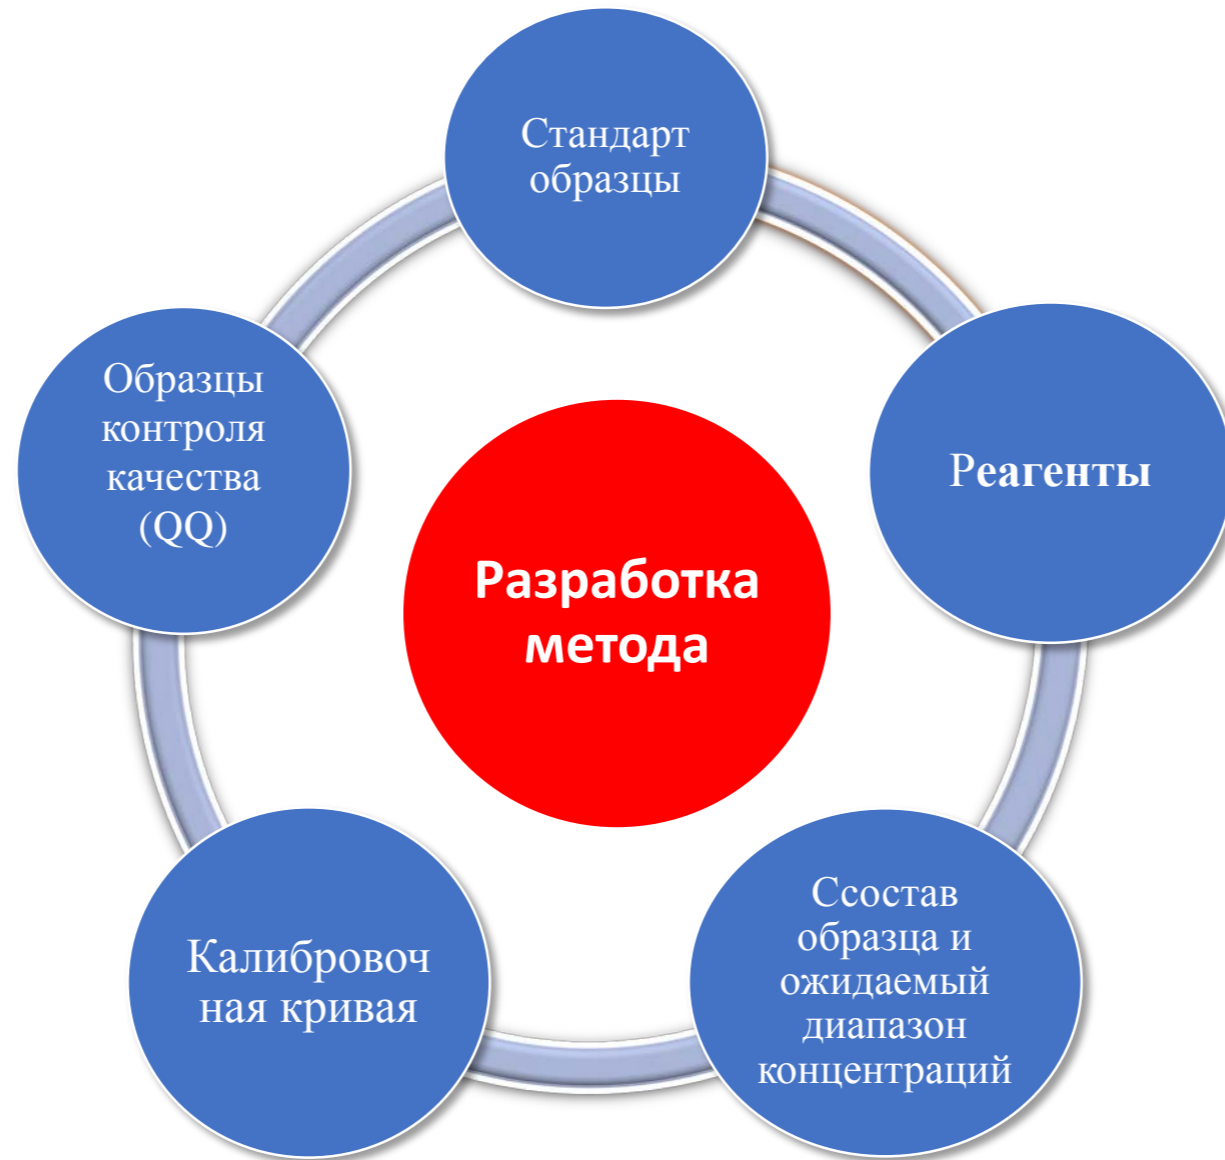 Стандарт
образцы
Образцы
контроля
качества
(QQ)
Реагенты
Разработка
метода
Калибровоч
ная кривая
Ссостав
образца и
ожидаемый
диапазон
концентраций